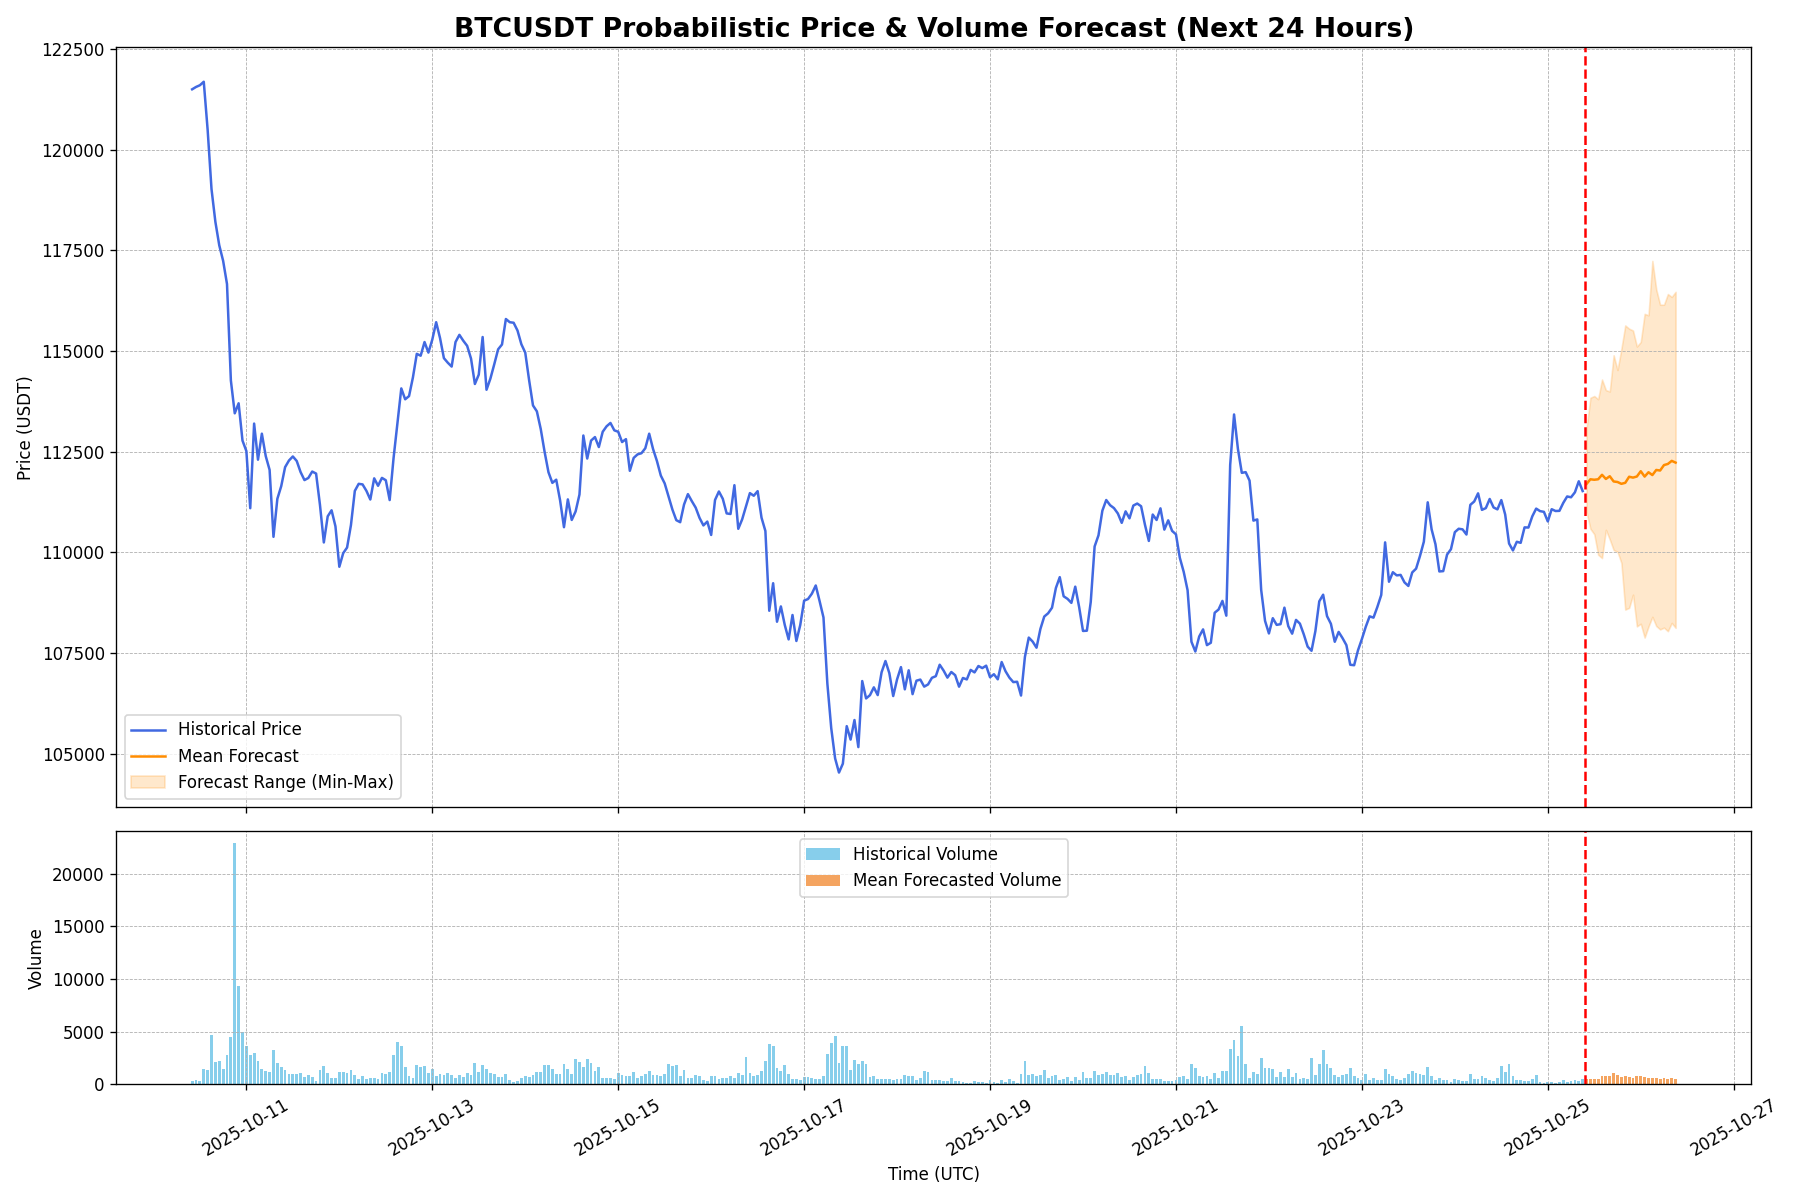 BTCUSDT Probabilistic Price & Volume Forecast (Next 24 Hours)
122500
120000
117500
115000
112500
110000
107500
105000
Price (USDT)
Historical Price
Mean Forecast
Forecast Range (Min-Max)
20000
15000
10000
5000
0
Volume
Historical Volume
Mean Forecasted Volume
2025-10-11
2025-10-13
2025-10-15
2025-10-17
2025-10-19
2025-10-21
2025-10-23
2025-10-25
2025-10-27
Time (UTC)